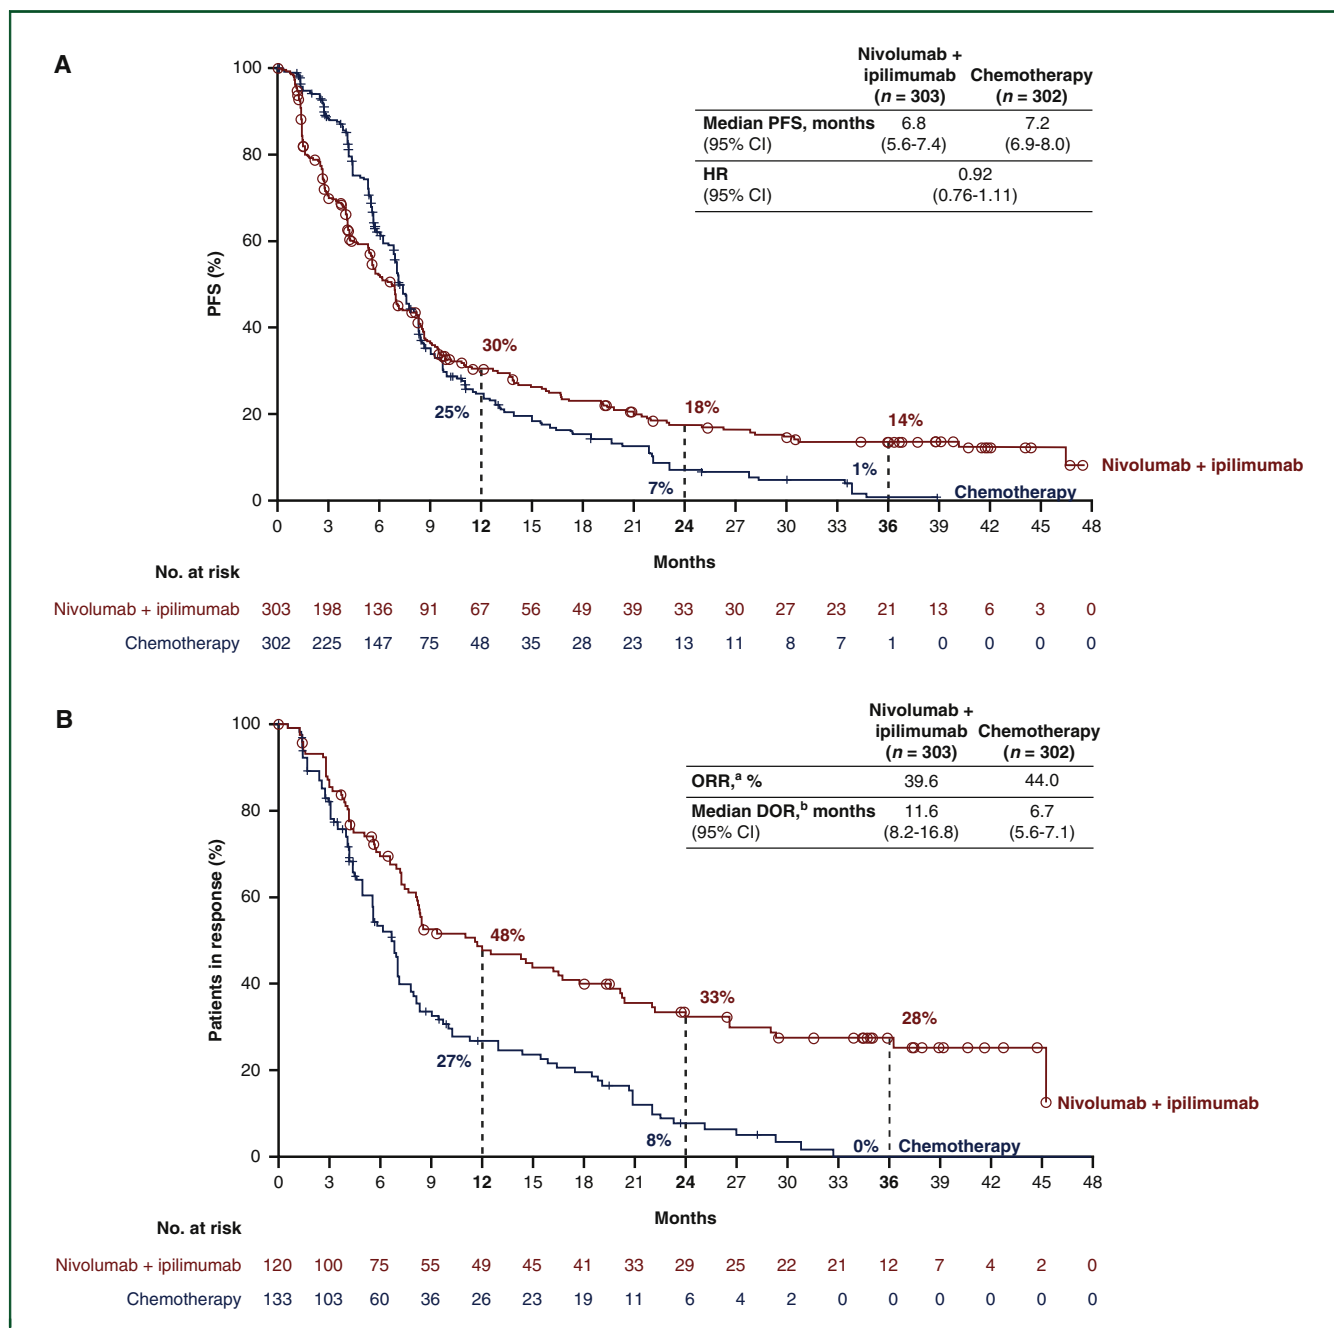 A
Nivolumab +
ipilimumab Chemotherapy
(n = 303) (n = 302)
Median PFS, months 6.8 7.2
(95% CI) (5.6-7.4) (6.9-8.0)
HR 0.92
(95% CI) (0.76-1.11)
PFS (%)
100
80
60
40
20
0
30%
25%
18%
7%
14%
1%
Nivolumab + ipilimumab
Chemotherapy
0 3 6 9 12 15 18 21 24 27 30 33 36 39 42 45 48
Months
No. at risk
Nivolumab + ipilimumab 303 198 136 91 67 56 49 39 33 30 27 23 21 13 6 3 0
Chemotherapy 302 225 147 75 48 35 28 23 13 11 8 7 1 0 0 0 0
B
Nivolumab +
ipilimumab Chemotherapy
(n = 303) (n = 302)
ORR,a % 39.6 44.0
Median DOR,b months 11.6 6.7
(95% CI) (8.2-16.8) (5.6-7.1)
Patients in response (%)
100
80
60
40
20
0
48%
27%
33%
8%
28%
0%
Nivolumab + ipilimumab
Chemotherapy
0 3 6 9 12 15 18 21 24 27 30 33 36 39 42 45 48
Months
No. at risk
Nivolumab + ipilimumab 120 100 75 55 49 45 41 33 29 25 22 21 12 7 4 2 0
Chemotherapy 133 103 60 36 26 23 19 11 6 4 2 0 0 0 0 0 0